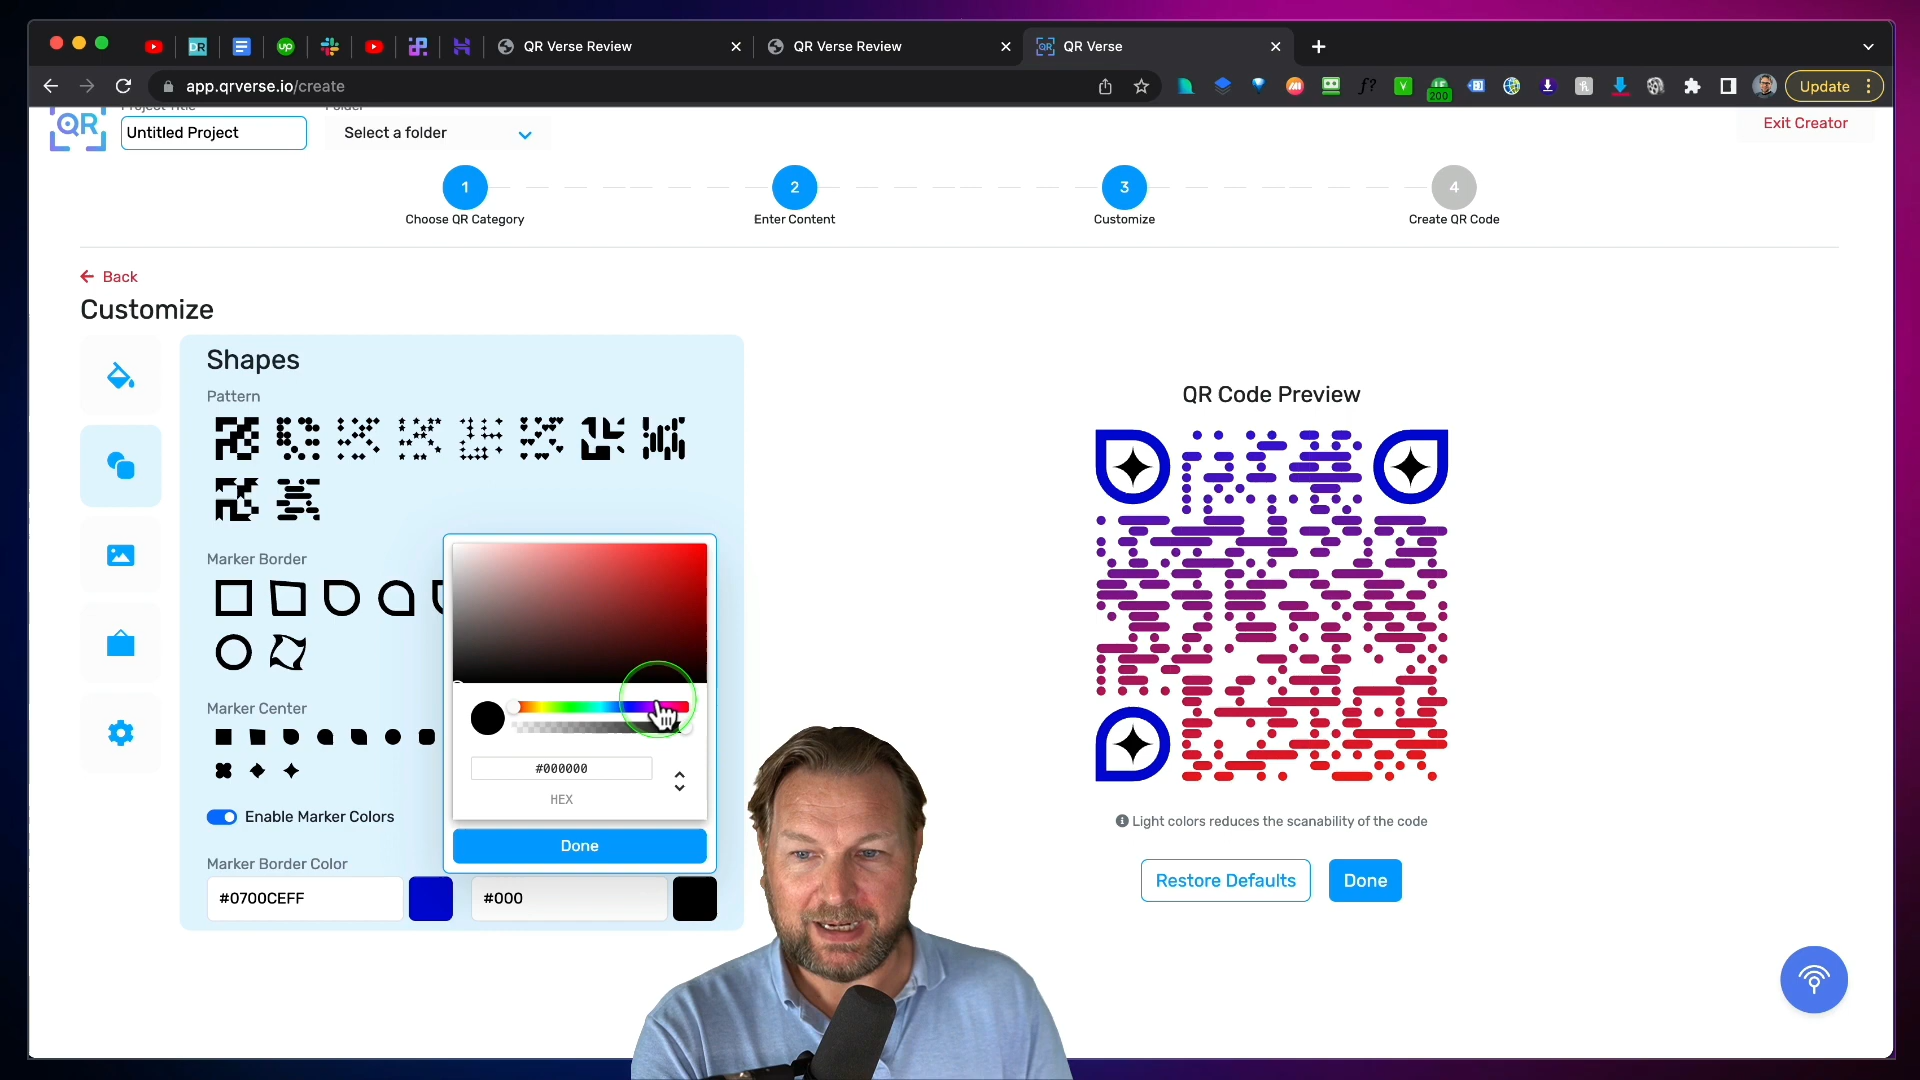 QR Verse Review
QR Verse Review
QR Verse
app.qrverse.io/create
200
Update
QR
Untitled Project
Select a folder
Exit Creator
1
2
3
4
Choose QR Category
Enter Content
Customize
Create QR Code
Back
Customize
Shapes
Pattern
QR Code Preview
Marker Border
Marker Center
#000000
HEX
Enable Marker Colors
Done
Light colors reduces the scanability of the code
Marker Border Color
Restore Defaults
Done
#0700CEFF
#000